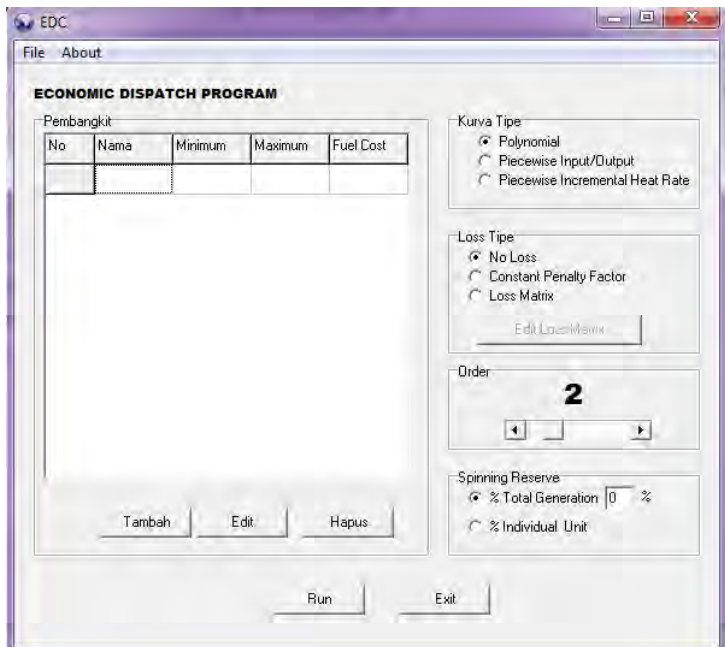 EDC
File About
ECONOMIC DISPATCH PROGRAM
Pembangkit
No Nama Minimum Maximum Fuel Cost
Tambah Edit Hapus
Kurva Tipe
Polynomial
Piecewise Input/Output
Piecewise Incremental Heat Rate
Loss Tipe
No Loss
Constant Penalty Factor
Loss Matrix
Edit Loss Matrix
Order
2
Spinning Reserve
% Total Generation 0 %
% Individual Unit
Run Exit